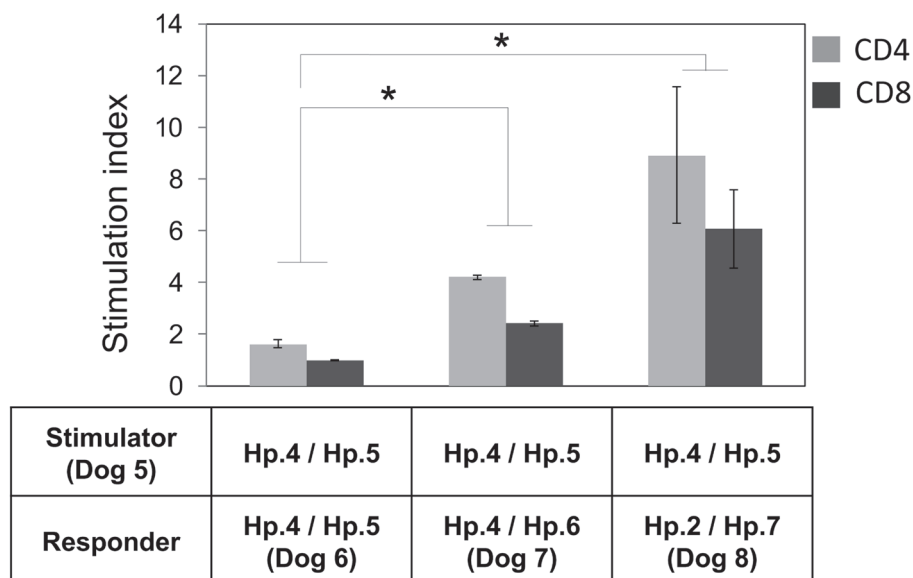 14
12
10
8
6
4
2
0
Stimulation index
*
*
CD4
CD8
Stimulator
(Dog 5)
Hp.4 / Hp.5
Hp.4 / Hp.5
Hp.4 / Hp.5
Responder
Hp.4 / Hp.5
(Dog 6)
Hp.4 / Hp.6
(Dog 7)
Hp.2 / Hp.7
(Dog 8)